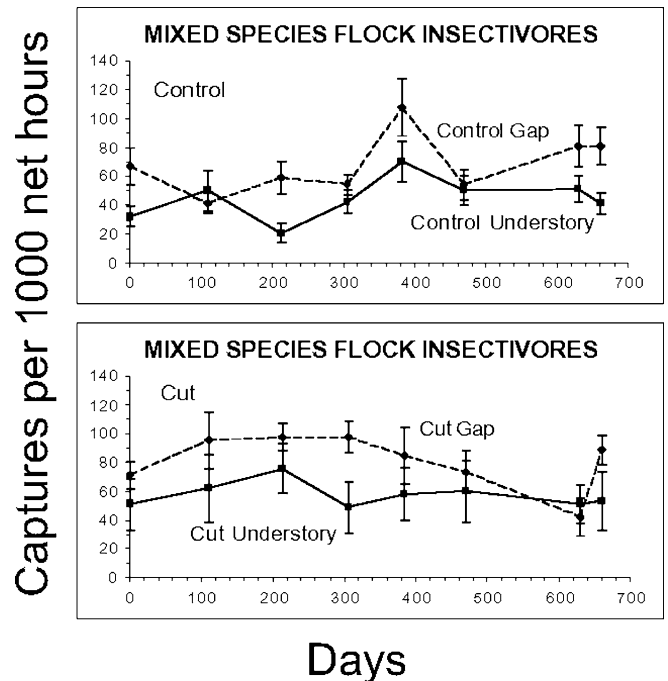 Captures per 1000 net hours
MIXED SPECIES FLOCK INSECTIVORES
Control
Control Gap
Control Understory
140
120
100
80
60
40
20
0
0 100 200 300 400 500 600 700
MIXED SPECIES FLOCK INSECTIVORES
Cut
Cut Gap
Cut Understory
140
120
100
80
60
40
20
0
0 100 200 300 400 500 600 700
Days